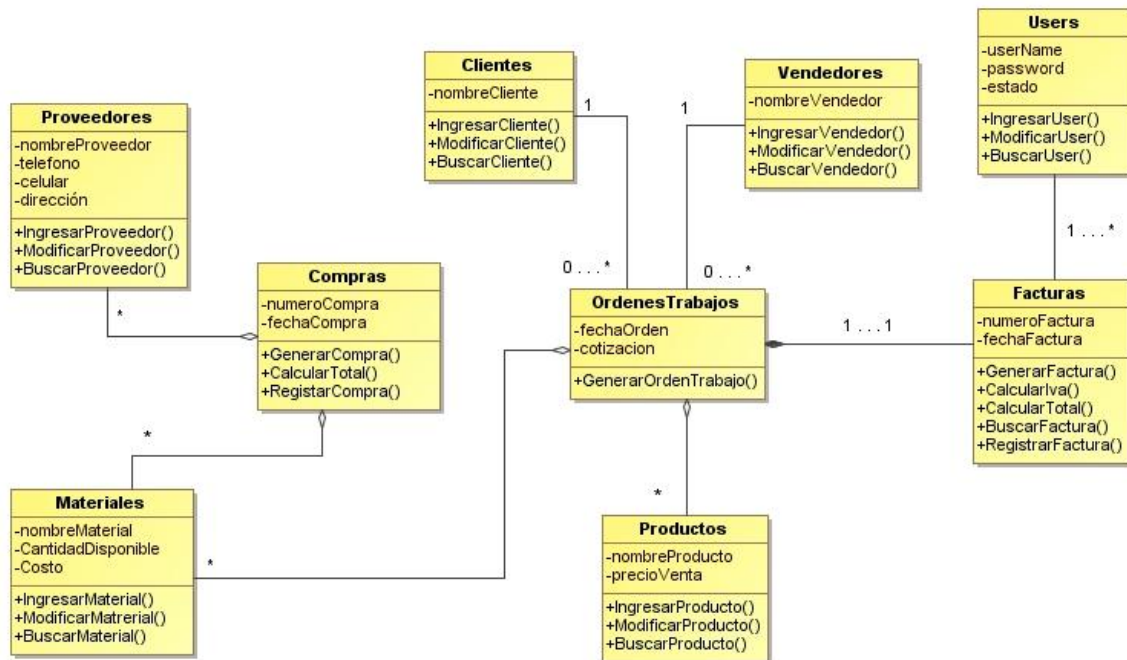 Proveedores
-nombreProveedor
-telefono
-celular
-dirección
+IngresarProveedor()
+ModificarProveedor()
+BuscarProveedor()
*
Clientes
-nombreCliente
+IngresarCliente()
+ModificarCliente()
+BuscarCliente()
1
0 ...*
Vendedores
-nombreVendedor
+IngresarVendedor()
+ModificarVendedor()
+BuscarVendedor()
1
0 ...*
Users
-userName
-password
-estado
+IngresarUser()
+ModificarUser()
+BuscarUser()
1 ...*
Compras
-numeroCompra
-fechaCompra
+GenerarCompra()
+CalcularTotal()
+RegistarCompra()
*
OrdenesTrabajos
-fechaOrden
-cotizacion
+GenerarOrdenTrabajo()
1 ...1
Facturas
-numeroFactura
-fechaFactura
+GenerarFactura()
+CalcularIva()
+CalcularTotal()
+BuscarFactura()
+RegistrarFactura()
Materiales
-nombreMaterial
-CantidadDisponible
-Costo
+IngresarMaterial()
+ModificarMatrerial()
+BuscarMaterial()
*
*
Productos
-nombreProducto
-precioVenta
+IngresarProducto()
+ModificarProducto()
+BuscarProducto()